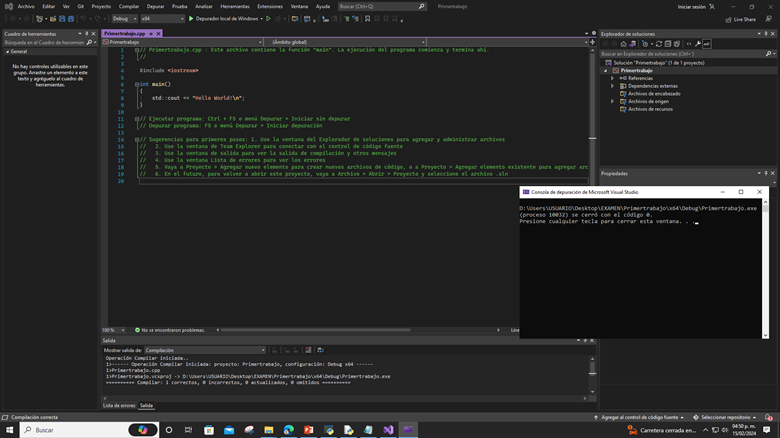 Archivo Editar Ver Git Proyecto Compilar Depurar Prueba Analizar Herramientas Extensiones Ventana Ayuda Buscar (Ctrl+Q) Primertrabajo Iniciar sesión
Debug x64 Depurador local de Windows Live Share
Cuadro de herramientas
Búsqueda en el Cuadro de herramien
General
No hay controles utilizables en este
grupo. Arrastre un elemento a este
texto y agréguelo al cuadro de
herramientas.
Primertrabajo.cpp
Primertrabajo (Ámbito global)
1 // Primertrabajo.cpp : Este archivo contiene la función "main". La ejecución del programa comienza y termina ahí.
2 //
3
4 #include <iostream>
5
6 int main()
7 {
8 std::cout << "Hello World!\n";
9 }
10
11 // Ejecutar programa: Ctrl + F5 o menú Depurar > Iniciar sin depurar
12 // Depurar programa: F5 o menú Depurar > Iniciar depuración
13
14 // Sugerencias para primeros pasos: 1. Use la ventana del Explorador de soluciones para agregar y administrar archivos
15 // 2. Use la ventana de Team Explorer para conectar con el control de código fuente
16 // 3. Use la ventana de salida para ver la salida de compilación y otros mensajes
17 // 4. Use la ventana Lista de errores para ver los errores
18 // 5. Vaya a Proyecto > Agregar nuevo elemento para crear nuevos archivos de código, o a Proyecto > Agregar elemento existente para agregar arc
19 // 6. En el futuro, para volver a abrir este proyecto, vaya a Archivo > Abrir > Proyecto y seleccione el archivo .sln
20
100 % No se encontraron problemas. Líne
Explorador de soluciones
Buscar en Explorador de soluciones (Ctrl+')
Solución "Primertrabajo" (1 de 1 proyecto)
Primertrabajo
Referencias
Dependencias externas
Archivos de encabezado
Archivos de origen
Archivos de recursos
Propiedades
Consola de depuración de Microsoft Visual Studio
D:\Users\USUARIO\Desktop\EXAMEN\Primertrabajo\x64\Debug\Primertrabajo.exe
(proceso 10032) se cerró con el código 0.
Presione cualquier tecla para cerrar esta ventana. . .
Salida
Mostrar salida de: Compilación
Operación Compilar iniciada..
1>------ Operación Compilar iniciada: proyecto: Primertrabajo, configuración: Debug x64 ------
1>Primertrabajo.cpp
1>Primertrabajo.vcxproj -> D:\Users\USUARIO\Desktop\EXAMEN\Primertrabajo\x64\Debug\Primertrabajo.exe
========== Compilar: 1 correctos, 0 incorrectos, 0 actualizados, 0 omitidos ==========
Lista de errores Salida
Compilación correcta Agregar al control de código fuente Seleccionar repositorio
Buscar Carretera cerrada en... 04:50 p. m.
15/02/2024